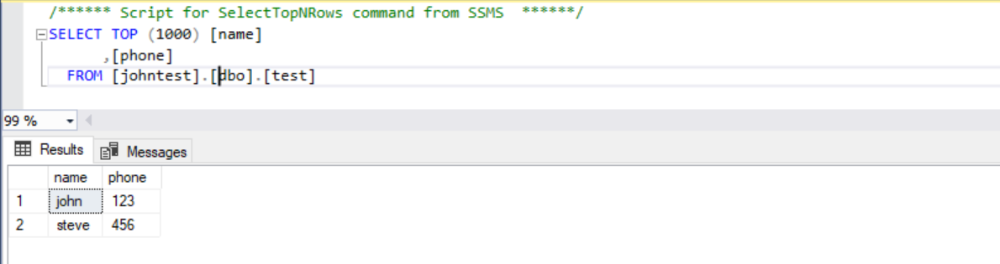 /****** Script for SelectTopNRows command from SSMS  ******/
SELECT TOP (1000) [name]
      ,[phone]
  FROM [johntest].[dbo].[test]
99 %
Results Messages
name phone
1 john 123
2 steve 456